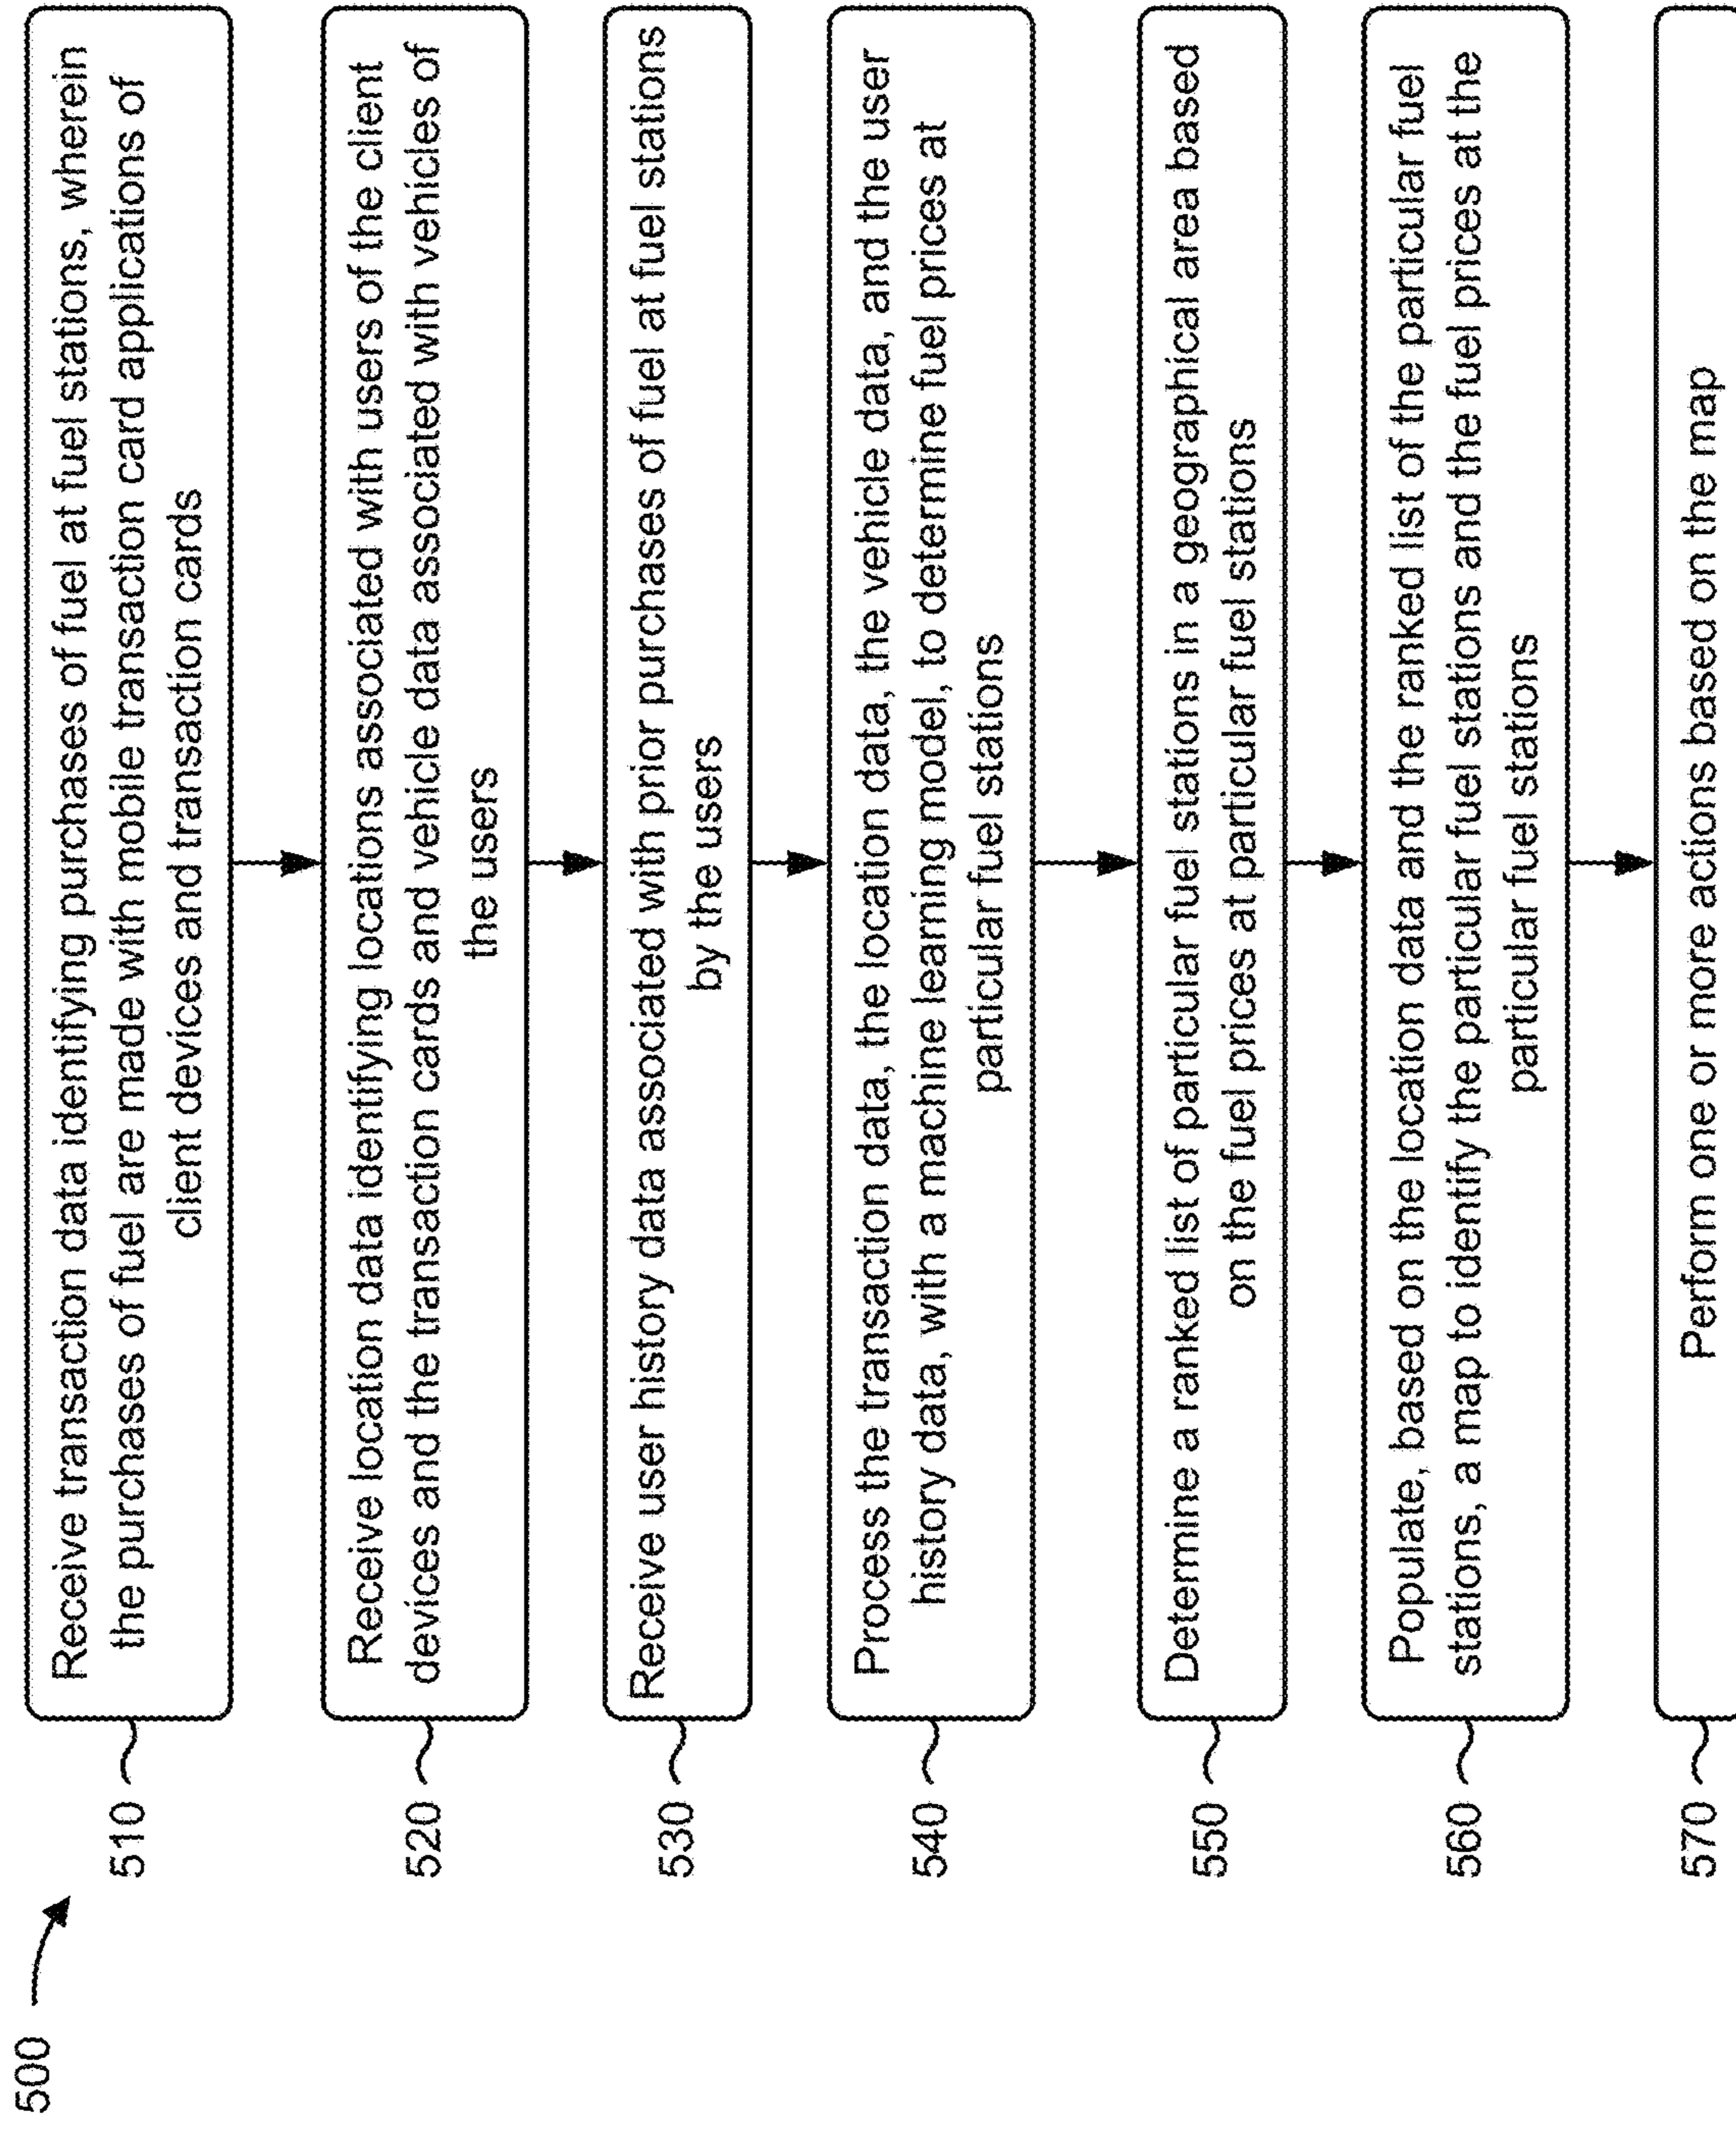 500
510
Receive transaction data identifying purchases of fuel at fuel stations, wherein
the purchases of fuel are made with mobile transaction card applications of
client devices and transaction cards
520
Receive location data identifying locations associated with users of the client
devices and the transaction cards and vehicle data associated with vehicles of
the users
530
Receive user history data associated with prior purchases of fuel at fuel stations
by the users
540
Process the transaction data, the location data, the vehicle data, and the user
history data, with a machine learning model, to determine fuel prices at
particular fuel stations
550
Determine a ranked list of particular fuel stations in a geographical area based
on the fuel prices at particular fuel stations
560
Populate, based on the location data and the ranked list of the particular fuel
stations, a map to identify the particular fuel stations and the fuel prices at the
particular fuel stations
570
Perform one or more actions based on the map